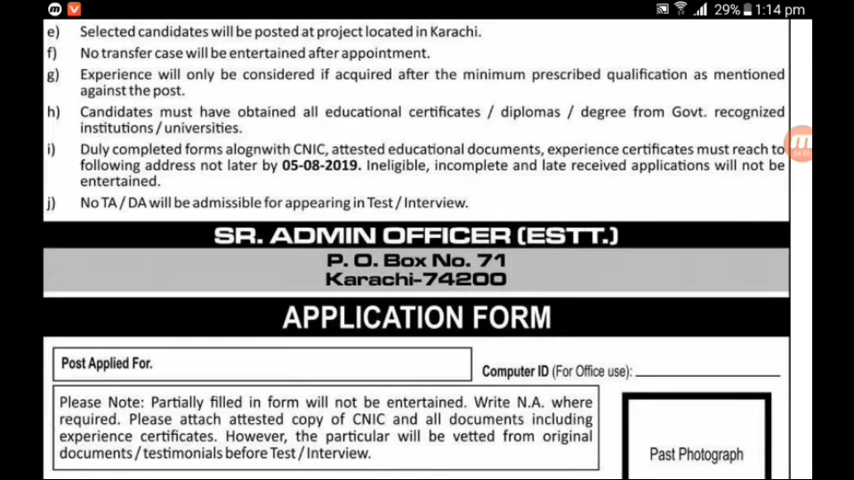 29% 1:14 pm
e) Selected candidates will be posted at project located in Karachi.
f) No transfer case will be entertained after appointment.
g) Experience will only be considered if acquired after the minimum prescribed qualification as mentioned
against the post.
h) Candidates must have obtained all educational certificates / diplomas / degree from Govt. recognized
institutions / universities.
i) Duly completed forms alognwith CNIC, attested educational documents, experience certificates must reach to
following address not later by 05-08-2019. Ineligible, incomplete and late received applications will not be
entertained.
j) No TA / DA will be admissible for appearing in Test / Interview.
SR. ADMIN OFFICER (ESTT.)
P. O. Box No. 71
Karachi-74200
APPLICATION FORM
Post Applied For.
Computer ID (For Office use):
Please Note: Partially filled in form will not be entertained. Write N.A. where
required. Please attach attested copy of CNIC and all documents including
experience certificates. However, the particular will be vetted from original
documents / testimonials before Test / Interview.
Past Photograph